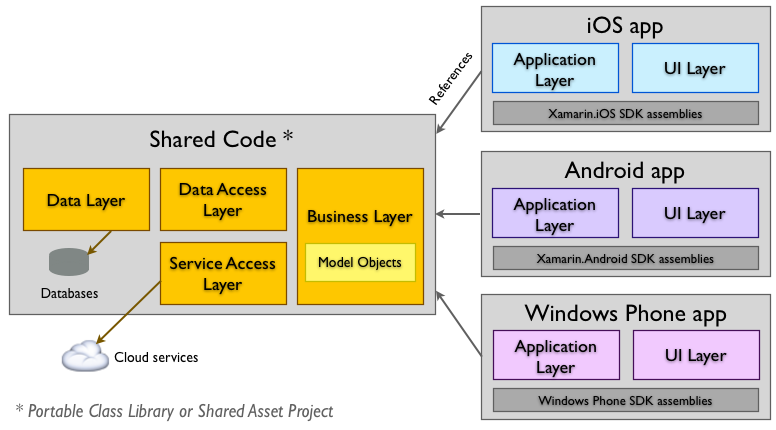 iOS app
Application
Layer
UI Layer
Xamarin.iOS SDK assemblies
References
Shared Code *
Data Layer
Data Access
Layer
Business Layer
Model Objects
Service Access
Layer
Databases
Cloud services
Android app
Application
Layer
UI Layer
Xamarin.Android SDK assemblies
Windows Phone app
Application
Layer
UI Layer
Windows Phone SDK assemblies
* Portable Class Library or Shared Asset Project